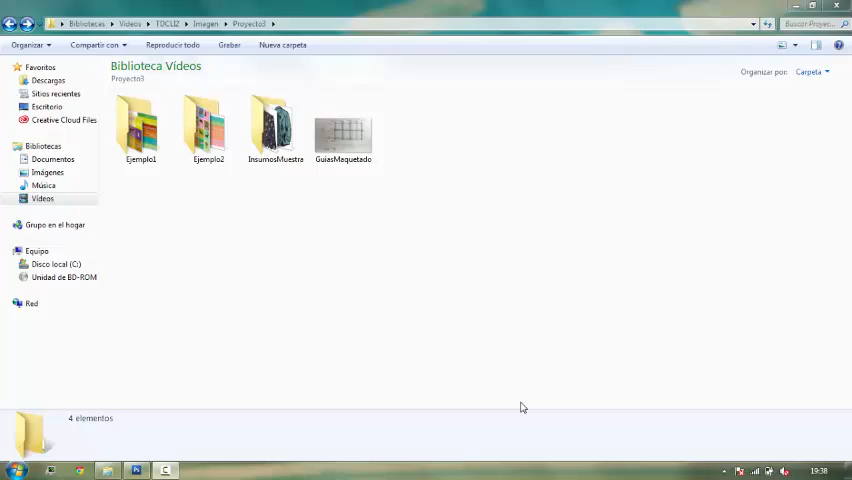 Bibliotecas ▸ Vídeos ▸ TDCLI2 ▸ Imagen ▸ Proyecto3 ▸
Buscar Proyec...
Organizar Compartir con Reproducir todo Grabar Nueva carpeta
Favoritos
Descargas
Sitios recientes
Escritorio
Creative Cloud Files
Bibliotecas
Documentos
Imágenes
Música
Vídeos
Grupo en el hogar
Equipo
Disco local (C:)
Unidad de BD-ROM
Red
Biblioteca Vídeos
Proyecto3
Organizar por: Carpeta
Ejemplo1 Ejemplo2 InsumosMuestra GuiasMaquetado
4 elementos
19:38